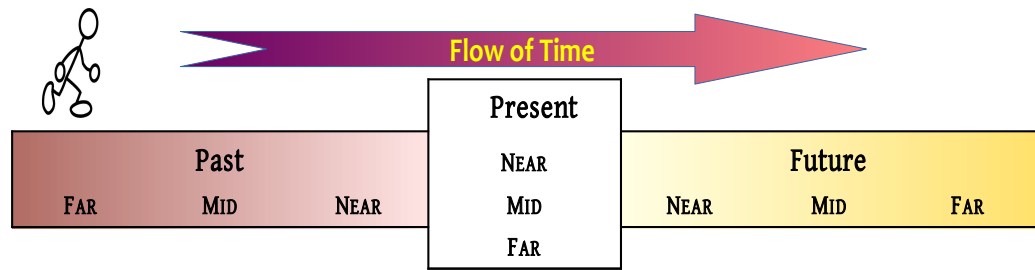 Flow of Time
Present
Near
Mid
Far
Past
Far Mid Near
Future
Near Mid Far